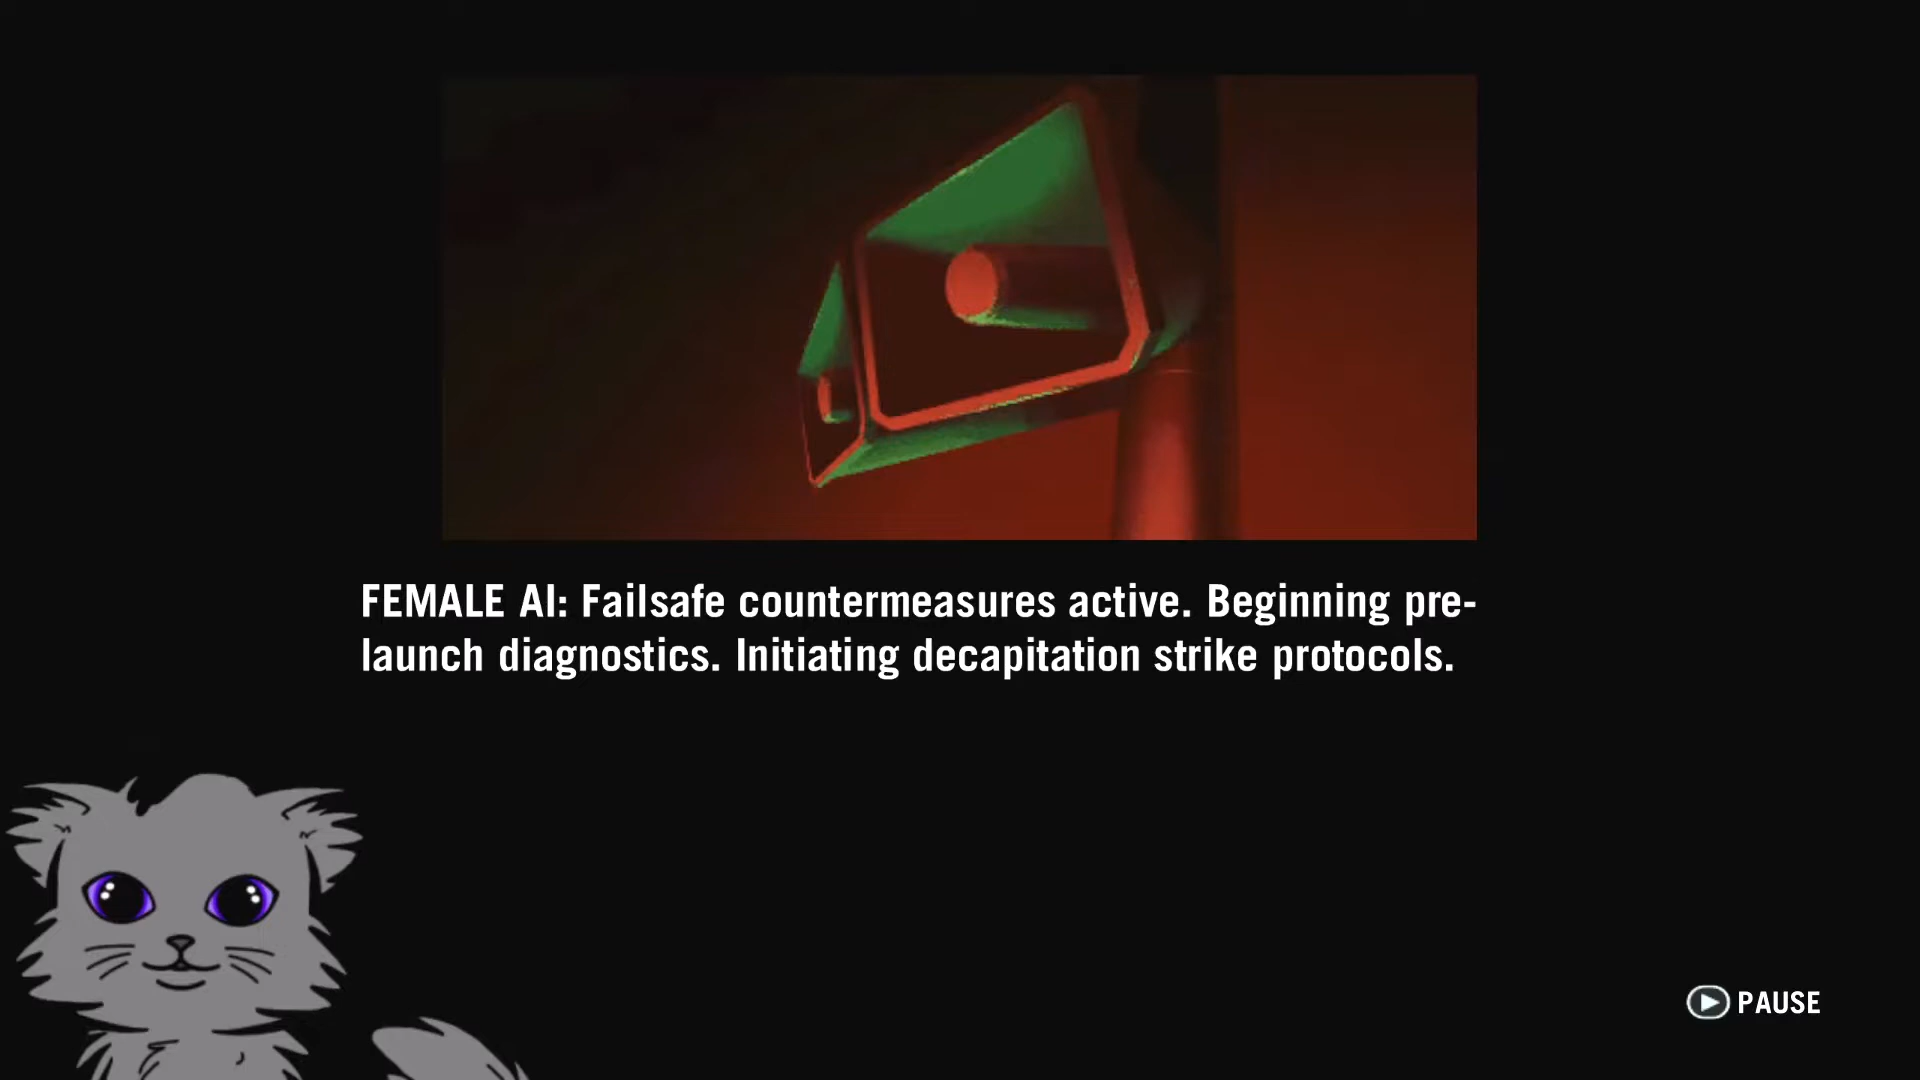 FEMALE AI: Failsafe countermeasures active. Beginning pre-
launch diagnostics. Initiating decapitation strike protocols.
PAUSE